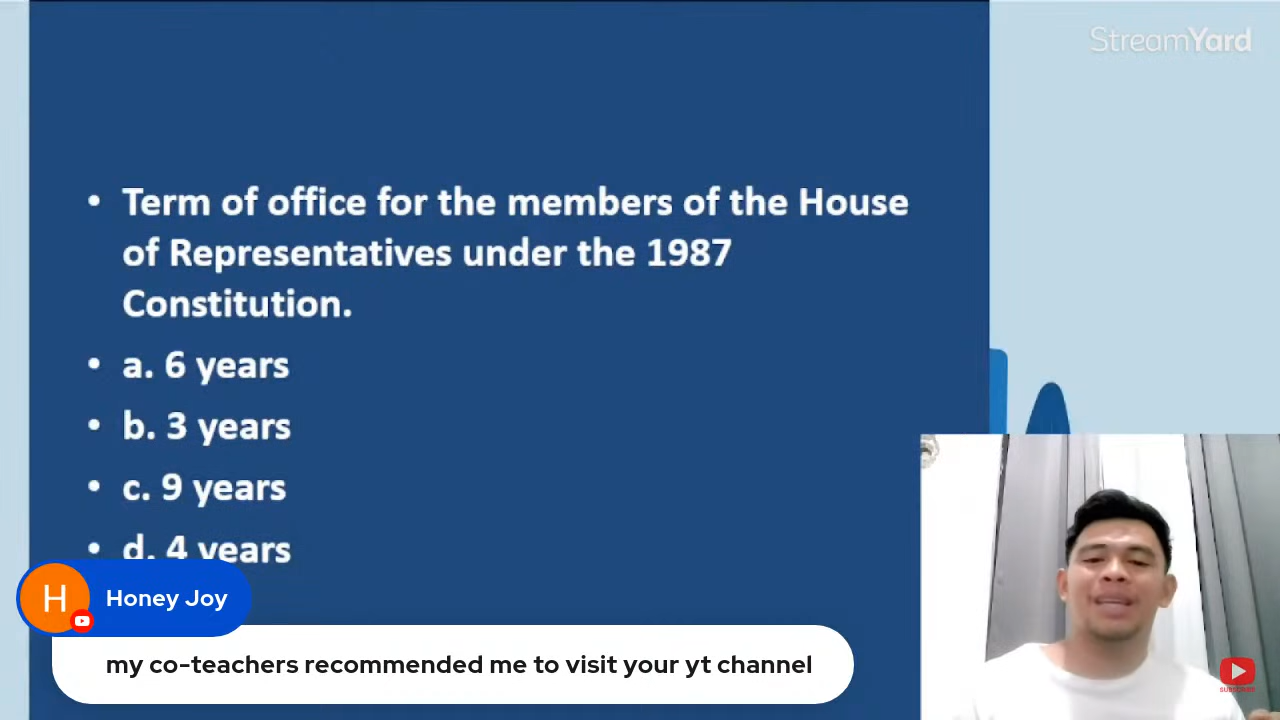 StreamYard
• Term of office for the members of the House
of Representatives under the 1987
Constitution.
• a. 6 years
• b. 3 years
• c. 9 years
• d. 4 years
H
Honey Joy
my co-teachers recommended me to visit your yt channel
SUBSCRIBE